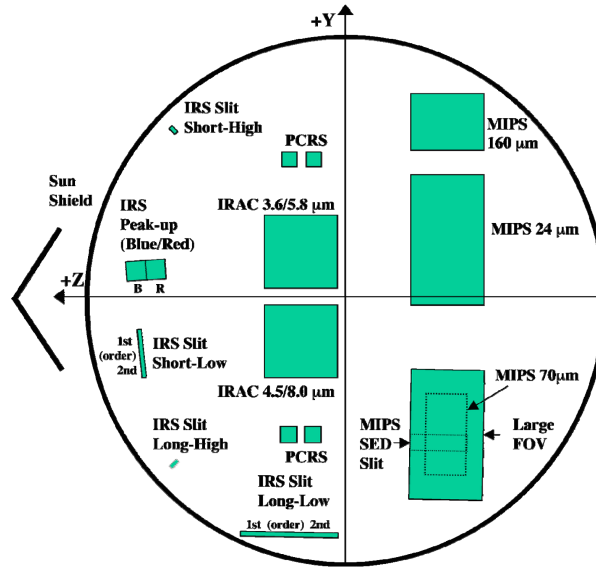 +Y
IRS Slit
Short-High
PCRS
MIPS
160 μm
Sun
Shield
IRS
Peak-up
(Blue/Red)
IRAC 3.6/5.8 μm
MIPS 24 μm
B R
+Z
1st
(order)
2nd
IRS Slit
Short-Low
IRAC 4.5/8.0 μm
MIPS 70μm
IRS Slit
Long-High
PCRS
MIPS
SED
Slit
Large
FOV
IRS Slit
Long-Low
1st (order) 2nd